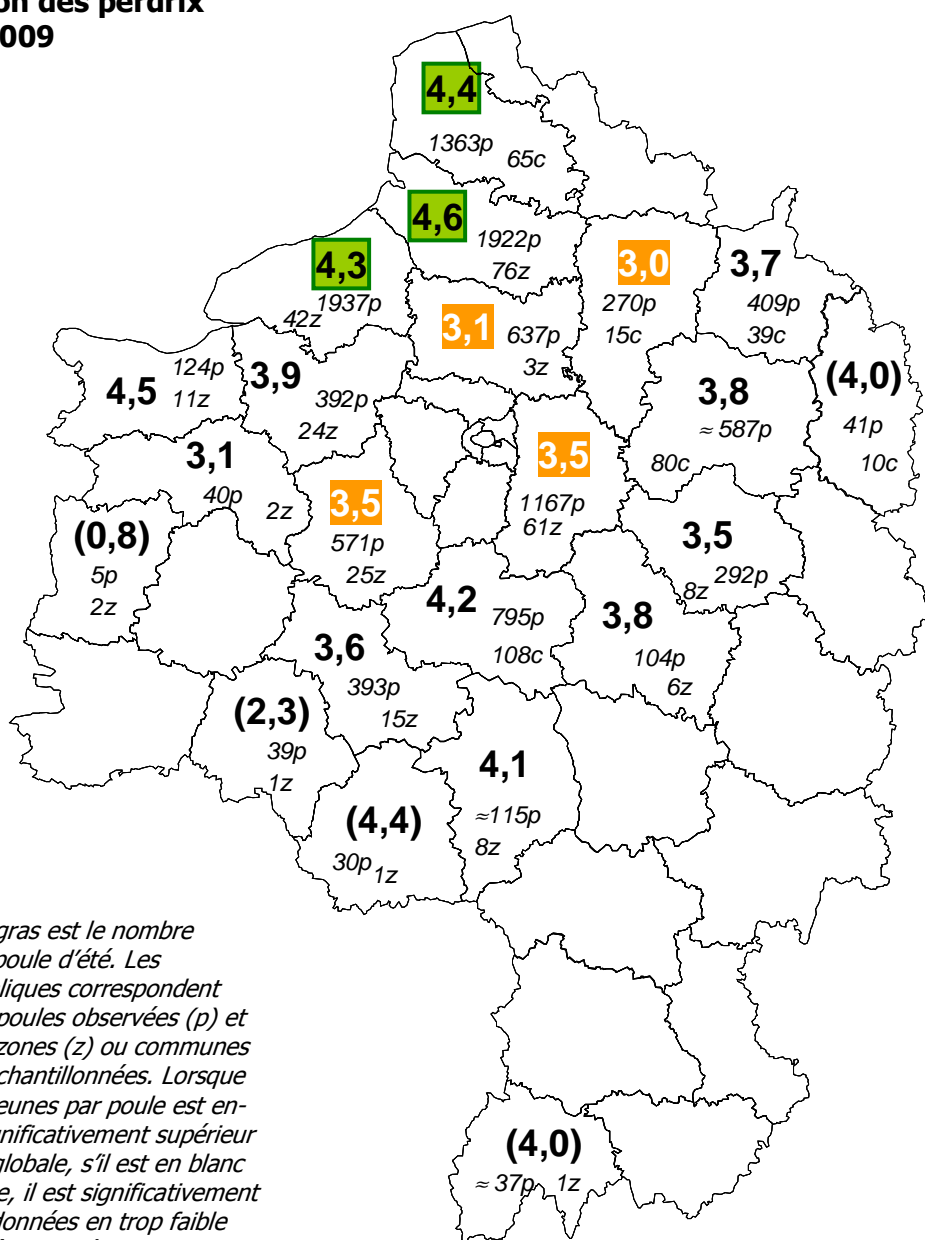 on des perdrix
009
4,4
1363p 65c
4,6
1922p
76z
4,3
1937p
42z
3,0
270p
15c
3,7
409p
39c
3,1
637p
3z
4,5 124p
11z
3,9
392p
24z
3,8
≈ 587p
80c
(4,0)
41p
10c
3,1
40p
2z
3,5
571p
25z
3,5
1167p
61z
(0,8)
5p
2z
3,5
292p
8z
4,2 795p
108c
3,8
104p
6z
3,6
393p
15z
(2,3)
39p
1z
4,1
≈115p
8z
(4,4)
30p 1z
(4,0)
≈ 37p 1z
gras est le nombre
poule d'été. Les
liques correspondent
poules observées (p) et
zones (z) ou communes
chantillonnées. Lorsque
eunes par poule est en-
nificativement supérieur
globale, s'il est en blanc
e, il est significativement
données en trop faible